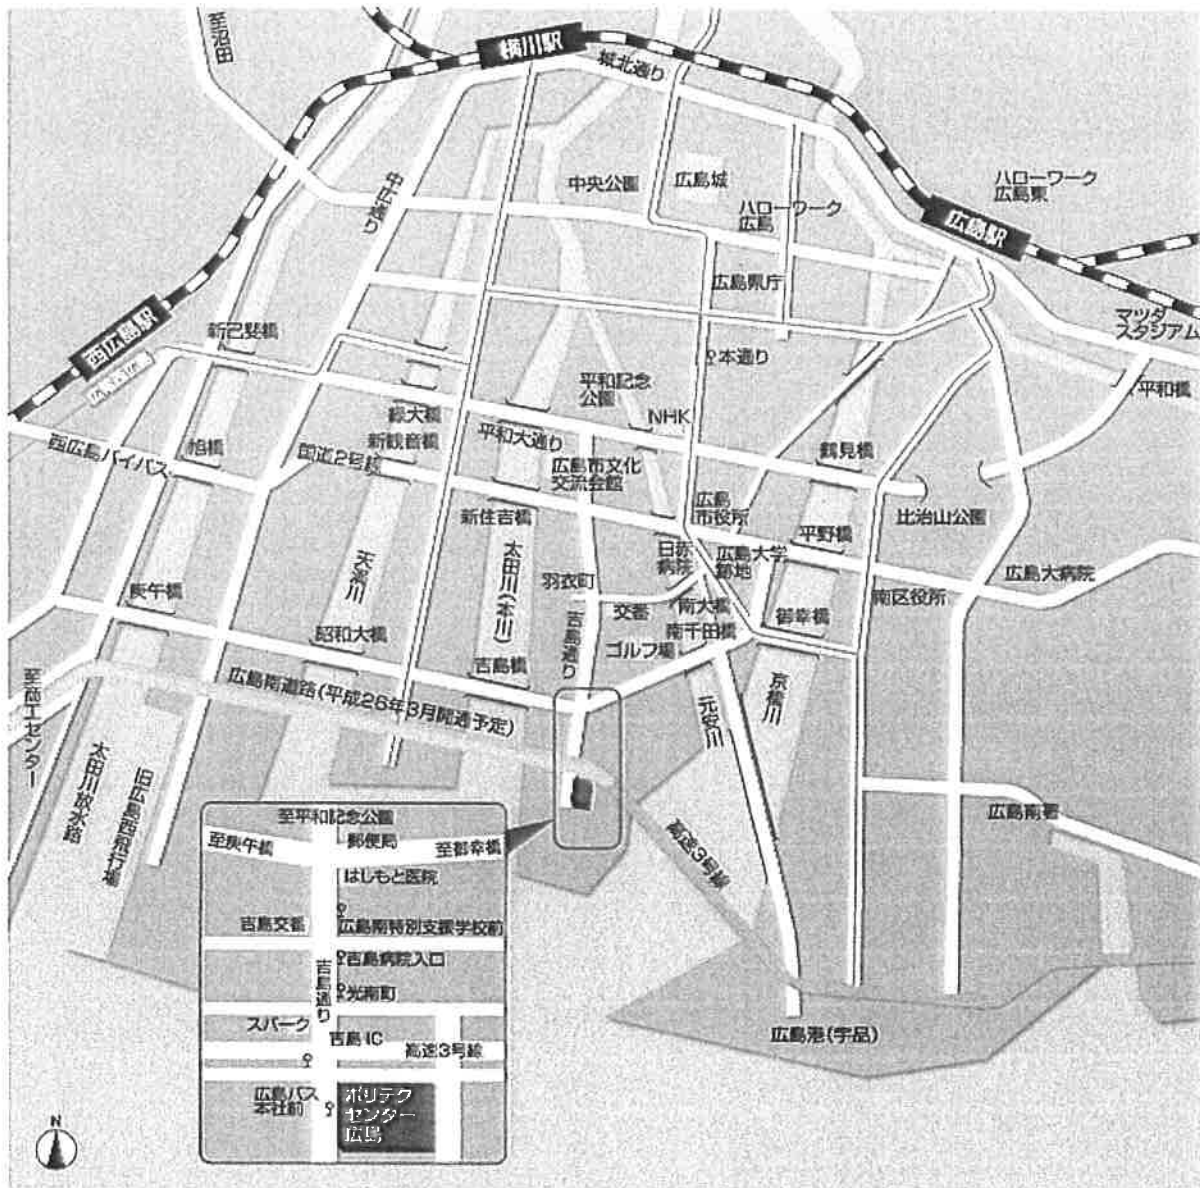 至沼田
横川駅
城北通り
中央公園
広島城
ハローワーク
広島東
ハローワーク
広島
広島駅
中広通り
広島県庁
マツダ
スタジアム
西広島駅
新己斐橋
本通り
平和記念
公園
平和橋
緑大橋
NHK
平和大通り
新観音橋
鶴見橋
旭橋
国道2号線
西広島バイパス
広島市文化
交流会館
広島
市役所
新住吉橋
比治山公園
平野橋
日赤
病院
広島大学
跡地
太田川(本川)
天満川
広島大病院
羽衣町
庚午橋
南区役所
交番
南大橋
御幸橋
昭和大橋
吉島通り
南千田橋
ゴルフ場
吉島橋
至商工センター
広島南道路(平成26年3月開通予定)
京橋川
元安川
太田川放水路
旧広島西飛行場
高速3号線
広島南署
広島港(宇品)
至平和記念公園
郵便局
至庚午橋
至御幸橋
はしもと医院
吉島交番
広島南特別支援学校前
吉島病院入口
吉島通り
光南町
スパーク
吉島IC
高速3号線
広島バス
本社前
ポリテク
センター
広島
N